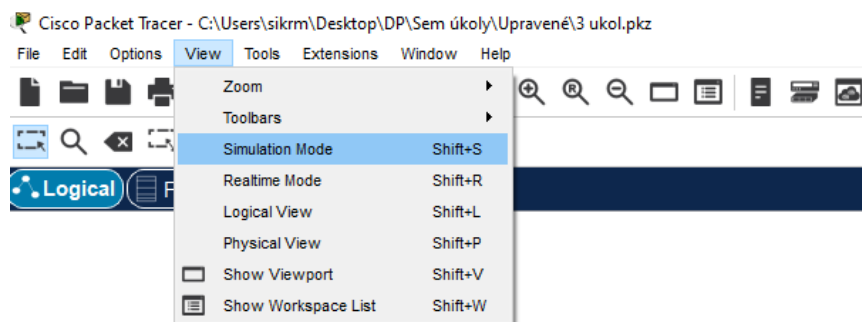 Cisco Packet Tracer - C:\Users\sikrm\Desktop\DP\Sem úkoly\Upravené\3 ukol.pkz
File Edit Options View Tools Extensions Window Help
Zoom
Toolbars
Simulation Mode Shift+S
Realtime Mode Shift+R
Logical View Shift+L
Physical View Shift+P
Show Viewport Shift+V
Show Workspace List Shift+W
Logical